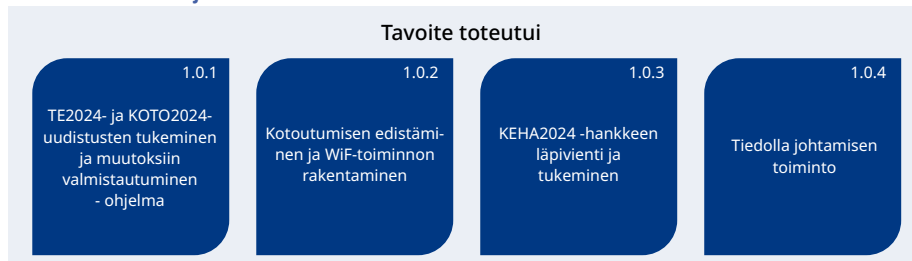 Tavoite toteutui
1.0.1
TE2024- ja KOTO2024-
uudistusten tukeminen
ja muutoksiin
valmistautuminen
- ohjelma
1.0.2
Kotoutumisen edistämi-
nen ja WiF-toiminnon
rakentaminen
1.0.3
KEHA2024 -hankkeen
läpivienti ja
tukeminen
1.0.4
Tiedolla johtamisen
toiminto